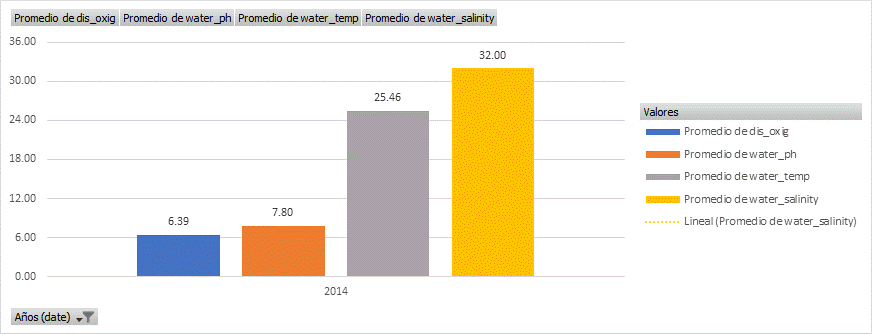 Promedio de dis_oxig Promedio de water_ph Promedio de water_temp Promedio de water_salinity
36.00
30.00
24.00
18.00
12.00
6.00
0.00
6.39
7.80
25.46
32.00
2014
Valores
Promedio de dis_oxig
Promedio de water_ph
Promedio de water_temp
Promedio de water_salinity
Lineal (Promedio de water_salinity)
Años (date)